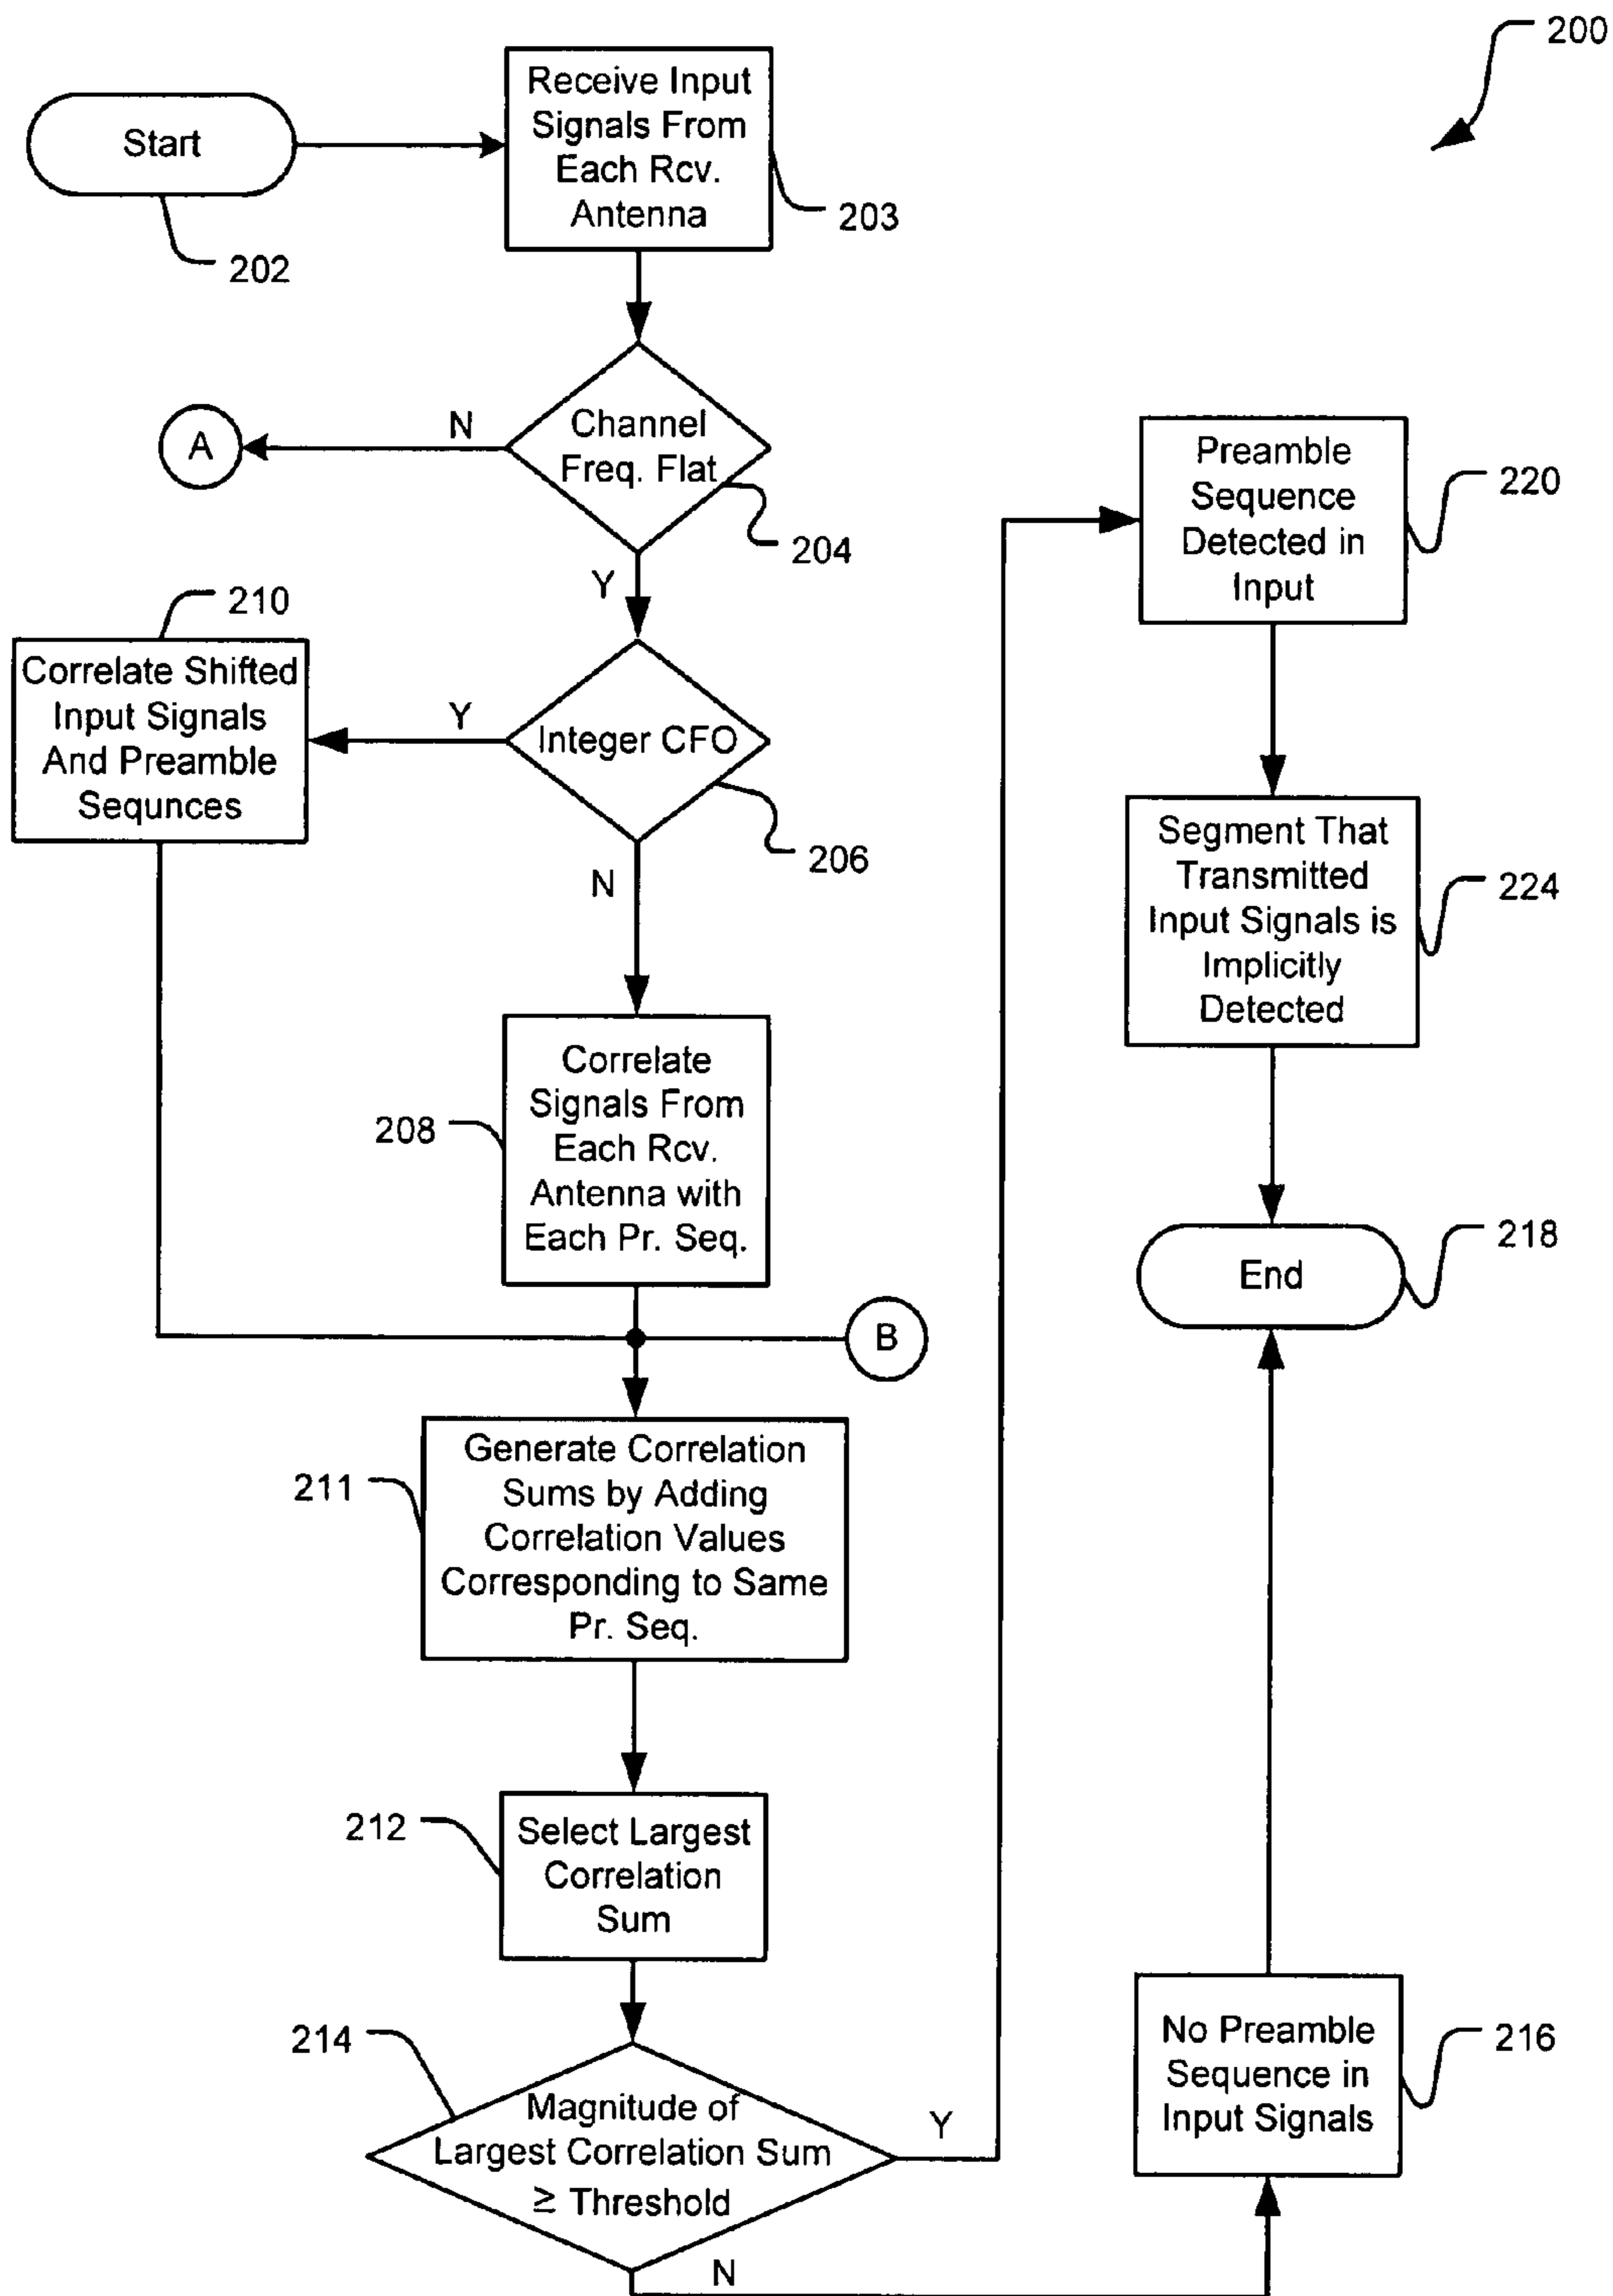 200
Start
202
Receive Input
Signals From
Each Rcv.
Antenna
203
Channel
Freq. Flat
204
N
A
Y
Integer CFO
206
Y
210
Correlate Shifted
Input Signals
And Preamble
Sequnces
N
208
Correlate
Signals From
Each Rcv.
Antenna with
Each Pr. Seq.
B
211
Generate Correlation
Sums by Adding
Correlation Values
Corresponding to Same
Pr. Seq.
212
Select Largest
Correlation
Sum
214
Magnitude of
Largest Correlation Sum
≥ Threshold
Y
N
Preamble
Sequence
Detected in
Input
220
Segment That
Transmitted
Input Signals is
Implicitly
Detected
224
End
218
No Preamble
Sequence in
Input Signals
216